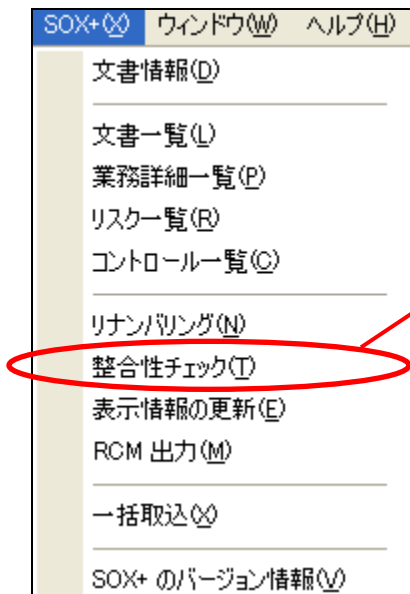 SOX+(X) ウィンドウ(W) ヘルプ(H)
文書情報(D)
文書一覧(L)
業務詳細一覧(P)
リスク一覧(R)
コントロール一覧(C)
リナンバリング(N)
整合性チェック(T)
表示情報の更新(E)
RCM 出力(M)
一括取込(X)
SOX+ のバージョン情報(V)